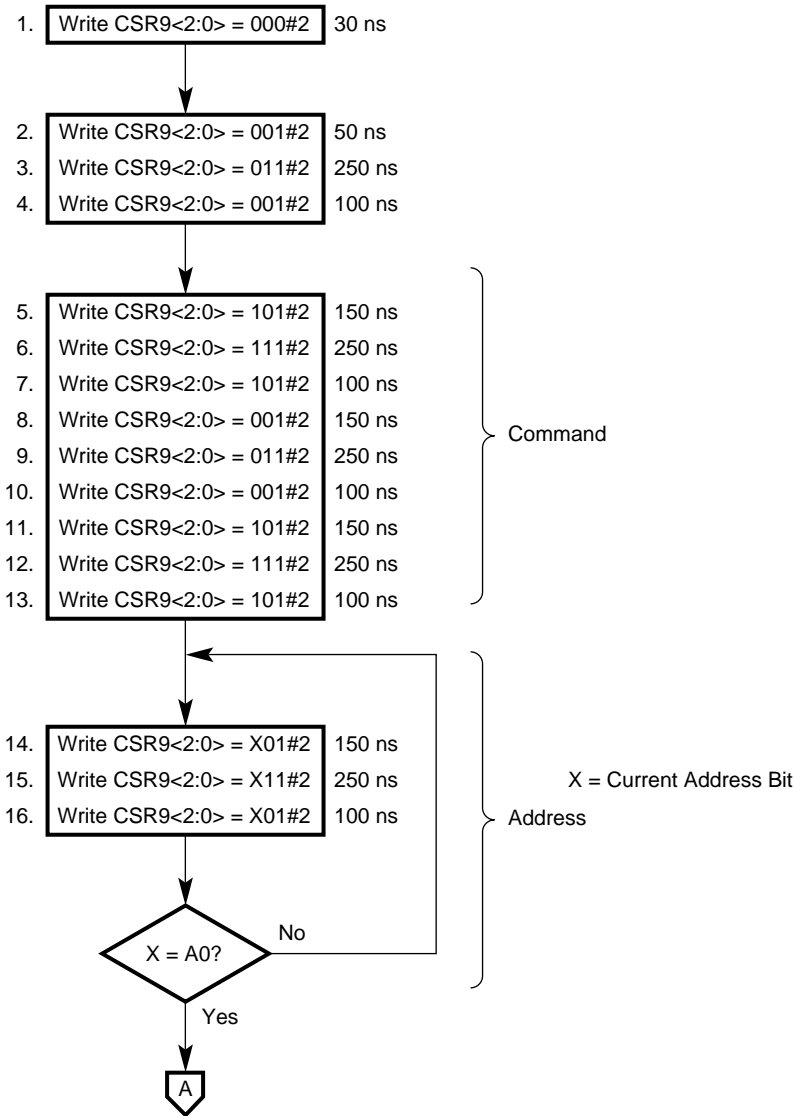 1. Write CSR9<2:0> = 000#2 30 ns
2. Write CSR9<2:0> = 001#2 50 ns
3. Write CSR9<2:0> = 011#2 250 ns
4. Write CSR9<2:0> = 001#2 100 ns
5. Write CSR9<2:0> = 101#2 150 ns
6. Write CSR9<2:0> = 111#2 250 ns
7. Write CSR9<2:0> = 101#2 100 ns
8. Write CSR9<2:0> = 001#2 150 ns
9. Write CSR9<2:0> = 011#2 250 ns
10. Write CSR9<2:0> = 001#2 100 ns
11. Write CSR9<2:0> = 101#2 150 ns
12. Write CSR9<2:0> = 111#2 250 ns
13. Write CSR9<2:0> = 101#2 100 ns
Command
14. Write CSR9<2:0> = X01#2 150 ns
15. Write CSR9<2:0> = X11#2 250 ns
16. Write CSR9<2:0> = X01#2 100 ns
X = Current Address Bit
Address
X = A0?
No
Yes
A